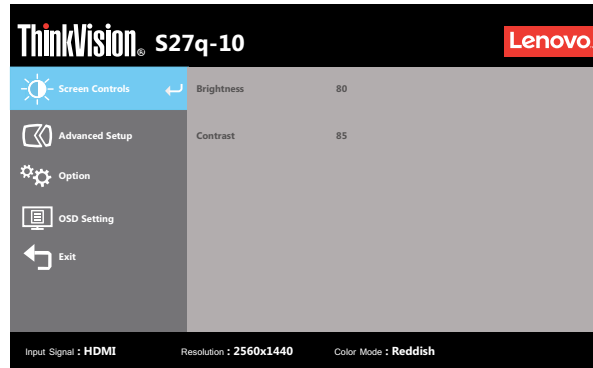 ThinkVision® S27q-10
Lenovo.
Screen Controls Brightness 80
Advanced Setup Contrast 85
Option
OSD Setting
Exit
Input Signal : HDMI Resolution : 2560x1440 Color Mode : Reddish